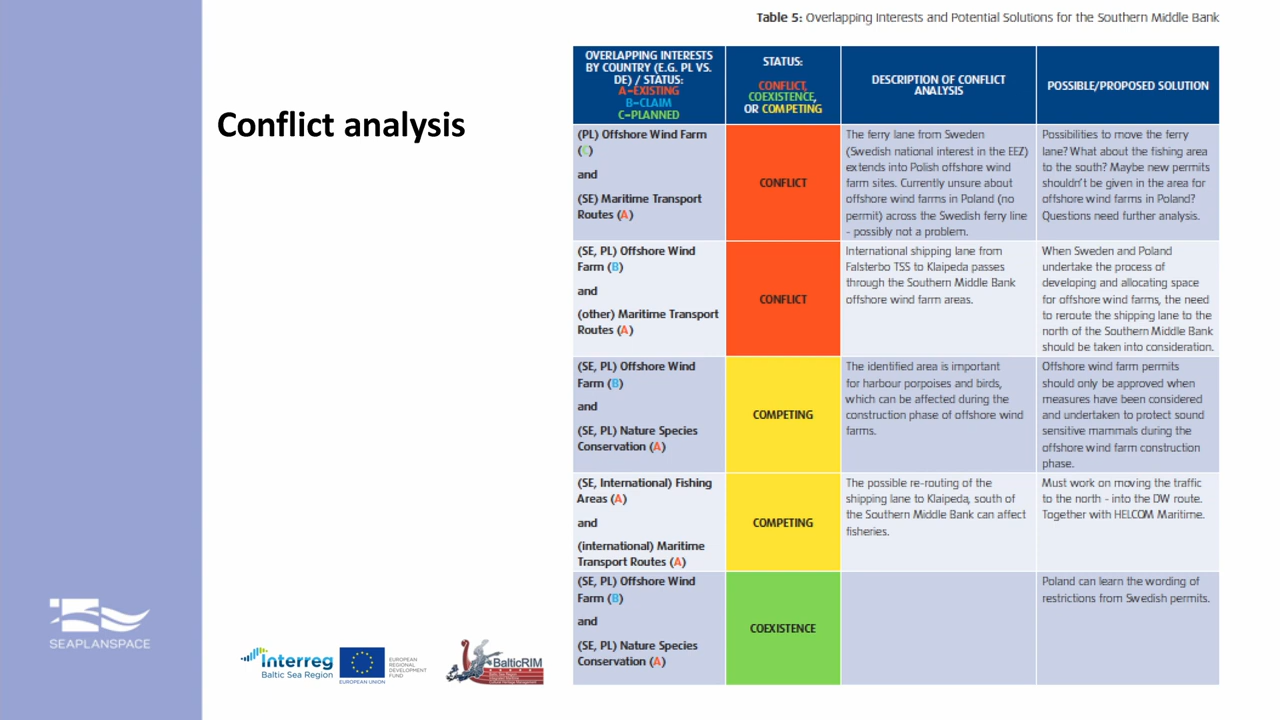 Table 5: Overlapping Interests and Potential Solutions for the Southern Middle Bank
Conflict analysis
OVERLAPPING INTERESTS
BY COUNTRY (E.G. PL VS.
DE) / STATUS:
A-EXISTING
B-CLAIM
C-PLANNED
STATUS:
CONFLICT,
COEXISTENCE,
OR COMPETING
DESCRIPTION OF CONFLICT
ANALYSIS
POSSIBLE/PROPOSED SOLUTION
(PL) Offshore Wind Farm
(C)
and
(SE) Maritime Transport
Routes (A)
CONFLICT
The ferry lane from Sweden
(Swedish national interest in the EEZ)
extends into Polish offshore wind
farm sites. Currently unsure about
offshore wind farms in Poland (no
permit) across the Swedish ferry line
- possibly not a problem.
Possibilities to move the ferry
lane? What about the fishing area
to the south? Maybe new permits
shouldn't be given in the area for
offshore wind farms in Poland?
Questions need further analysis.
(SE, PL) Offshore Wind
Farm (B)
and
(other) Maritime Transport
Routes (A)
CONFLICT
International shipping lane from
Falsterbo TSS to Klaipeda passes
through the Southern Middle Bank
offshore wind farm areas.
When Sweden and Poland
undertake the process of
developing and allocating space
for offshore wind farms, the need
to reroute the shipping lane to the
north of the Southern Middle Bank
should be taken into consideration.
(SE, PL) Offshore Wind
Farm (B)
and
(SE, PL) Nature Species
Conservation (A)
COMPETING
The identified area is important
for harbour porpoises and birds,
which can be affected during the
construction phase of offshore wind
farms.
Offshore wind farm permits
should only be approved when
measures have been considered
and undertaken to protect sound
sensitive mammals during the
offshore wind farm construction
phase.
(SE, International) Fishing
Areas (A)
and
(international) Maritime
Transport Routes (A)
COMPETING
The possible re-routing of the
shipping lane to Klaipeda, south of
the Southern Middle Bank can affect
fisheries.
Must work on moving the traffic
to the north - into the DW route.
Together with HELCOM Maritime.
(SE, PL) Offshore Wind
Farm (B)
and
(SE, PL) Nature Species
Conservation (A)
COEXISTENCE
Poland can learn the wording of
restrictions from Swedish permits.
SEAPLANSPACE
Interreg
Baltic Sea Region
EUROPEAN UNION
EUROPEAN
REGIONAL
DEVELOPMENT
FUND
BalticRIM